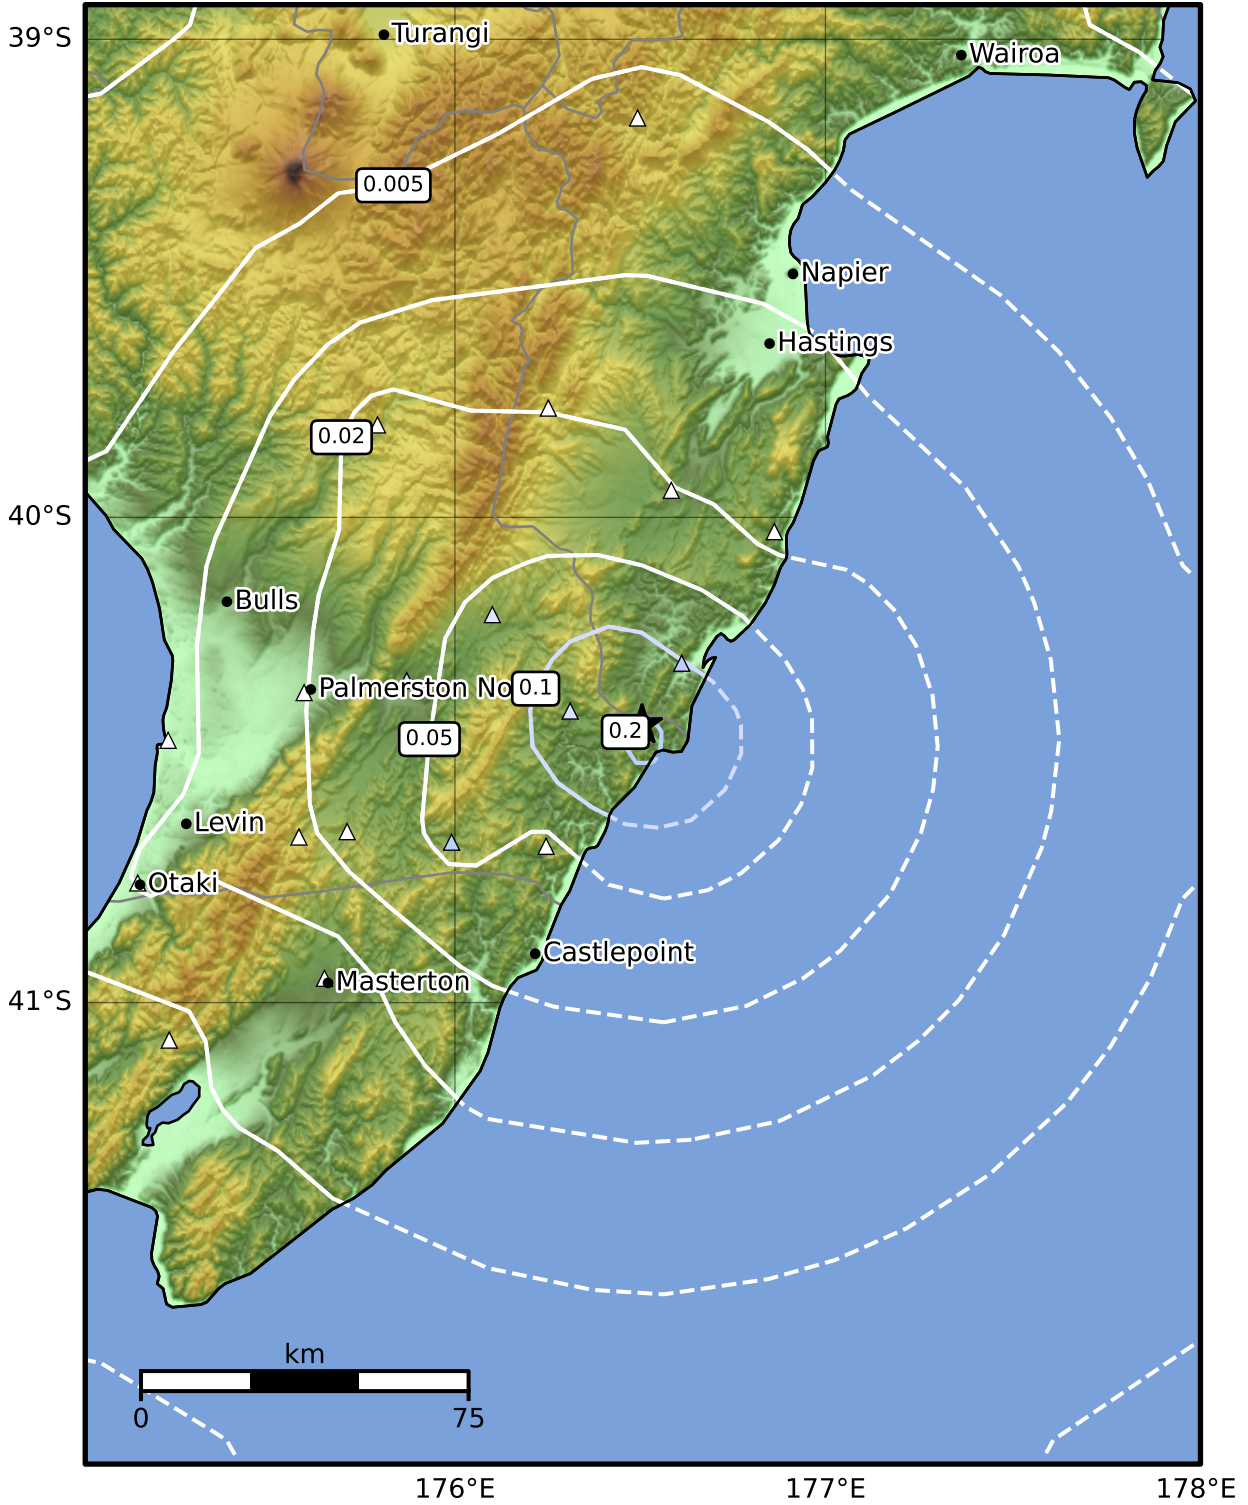 39°S
Turangi
Wairoa
0.005
Napier
Hastings
0.02
40°S
Bulls
Palmerston No
0.1
0.05
0.2
Levin
Otaki
Castlepoint
Masterton
41°S
km
0 75
176°E 177°E 178°E